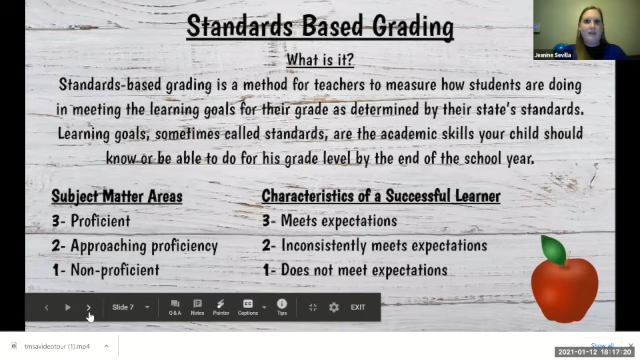 Standards Based Grading
What is it?
Standards-based grading is a method for teachers to measure how students are doing
in meeting the learning goals for their grade as determined by their state's standards.
Learning goals, sometimes called standards, are the academic skills your child should
know or be able to do for his grade level by the end of the school year.
Subject Matter Areas
3- Proficient
2- Approaching proficiency
1- Non-proficient
Characteristics of a Successful Learner
3- Meets expectations
2- Inconsistently meets expectations
1- Does not meet expectations
Jeanine Sevilla
Slide 7
Q&A
Notes
Pointer
Captions
Tips
EXIT
tmsavideotour (1).mp4
Show all
2021-01-12 18:17:20